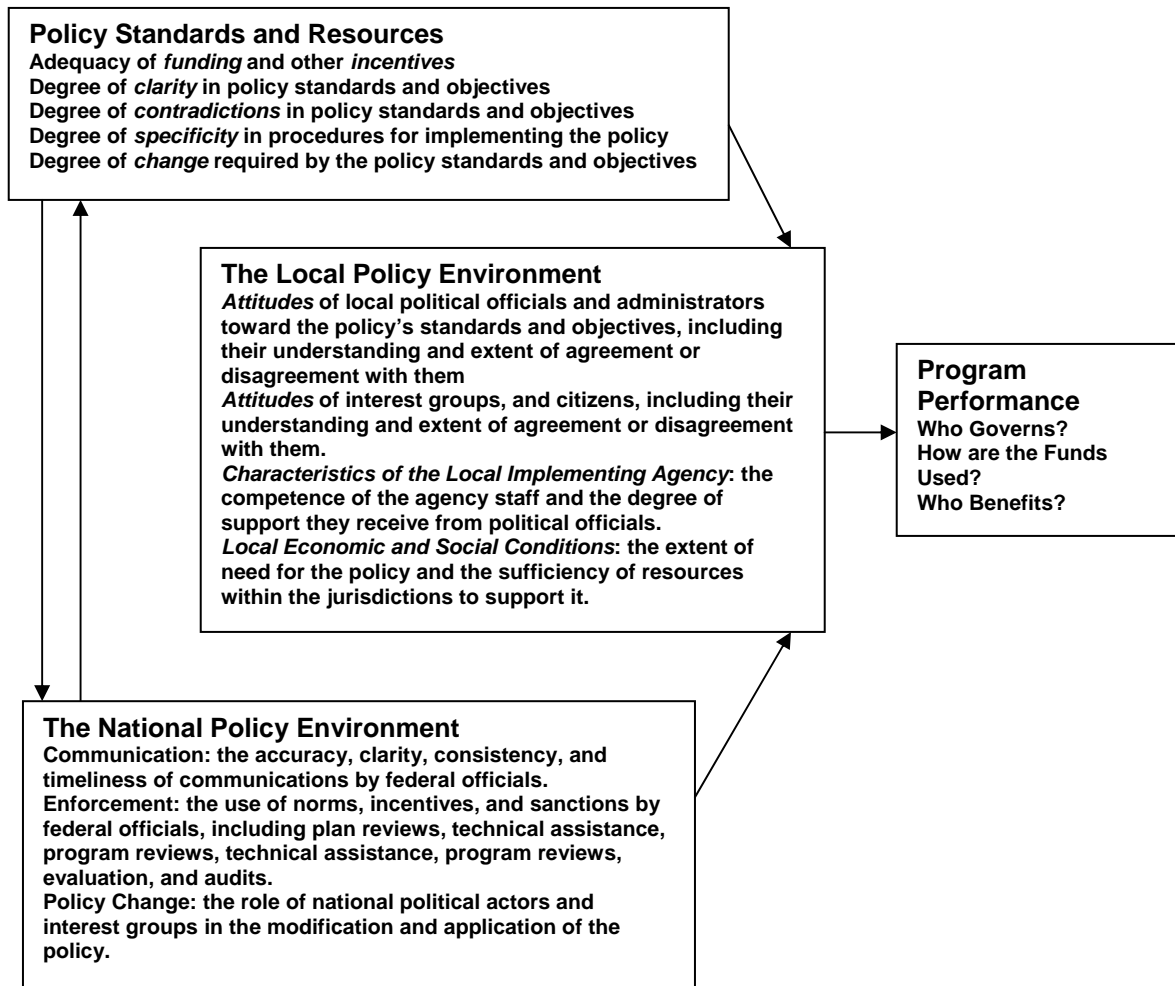 Policy Standards and Resources
Adequacy of funding and other incentives
Degree of clarity in policy standards and objectives
Degree of contradictions in policy standards and objectives
Degree of specificity in procedures for implementing the policy
Degree of change required by the policy standards and objectives
The Local Policy Environment
Attitudes of local political officials and administrators
toward the policy’s standards and objectives, including
their understanding and extent of agreement or
disagreement with them
Attitudes of interest groups, and citizens, including their
understanding and extent of agreement or disagreement
with them.
Characteristics of the Local Implementing Agency: the
competence of the agency staff and the degree of
support they receive from political officials.
Local Economic and Social Conditions: the extent of
need for the policy and the sufficiency of resources
within the jurisdictions to support it.
Program
Performance
Who Governs?
How are the Funds
Used?
Who Benefits?
The National Policy Environment
Communication: the accuracy, clarity, consistency, and
timeliness of communications by federal officials.
Enforcement: the use of norms, incentives, and sanctions by
federal officials, including plan reviews, technical assistance,
program reviews, technical assistance, program reviews,
evaluation, and audits.
Policy Change: the role of national political actors and
interest groups in the modification and application of the
policy.